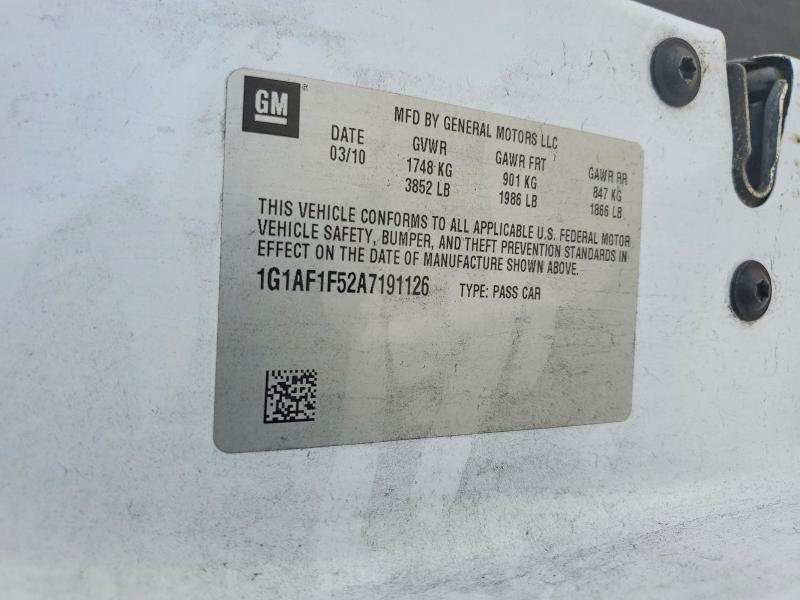 GM
MFD BY GENERAL MOTORS LLC
DATE GVWR GAWR FRT GAWR RR
03/10 1748 KG 901 KG 847 KG
3852 LB 1986 LB 1866 LB
THIS VEHICLE CONFORMS TO ALL APPLICABLE U.S. FEDERAL MOTOR
VEHICLE SAFETY, BUMPER, AND THEFT PREVENTION STANDARDS IN
EFFECT ON THE DATE OF MANUFACTURE SHOWN ABOVE.
1G1AF1F52A7191126 TYPE: PASS CAR